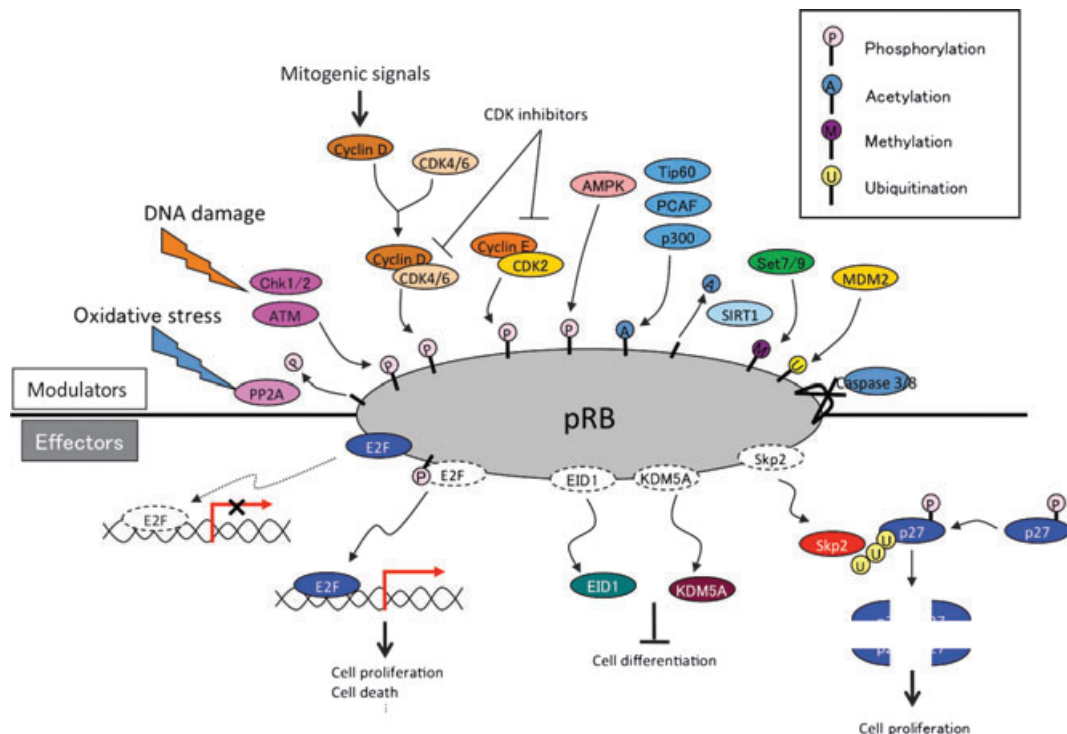 P
Phosphorylation
A
Acetylation
M
Methylation
U
Ubiquitination
Mitogenic signals
CDK inhibitors
Cyclin D
CDK4/6
AMPK
Tip60
PCAF
p300
DNA damage
Cyclin D
CDK4/6
Cyclin E
CDK2
Set7/9
MDM2
Chk1/2
ATM
A
SIRT1
Oxidative stress
P
P
P
P
P
A
M
U
PP2A
Caspase 3/8
Modulators
Effectors
pRB
E2F
P
E2F
EID1
KDM5A
Skp2
E2F
P
P
Skp2
p27
p27
U
U
U
E2F
EID1
KDM5A
Cell proliferation
Cell death
Cell differentiation
Cell proliferation